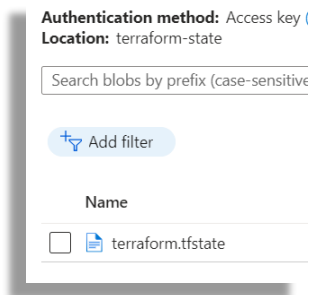 Authentication method: Access key (
Location: terraform-state
Search blobs by prefix (case-sensitive
Add filter
Name
terraform.tfstate